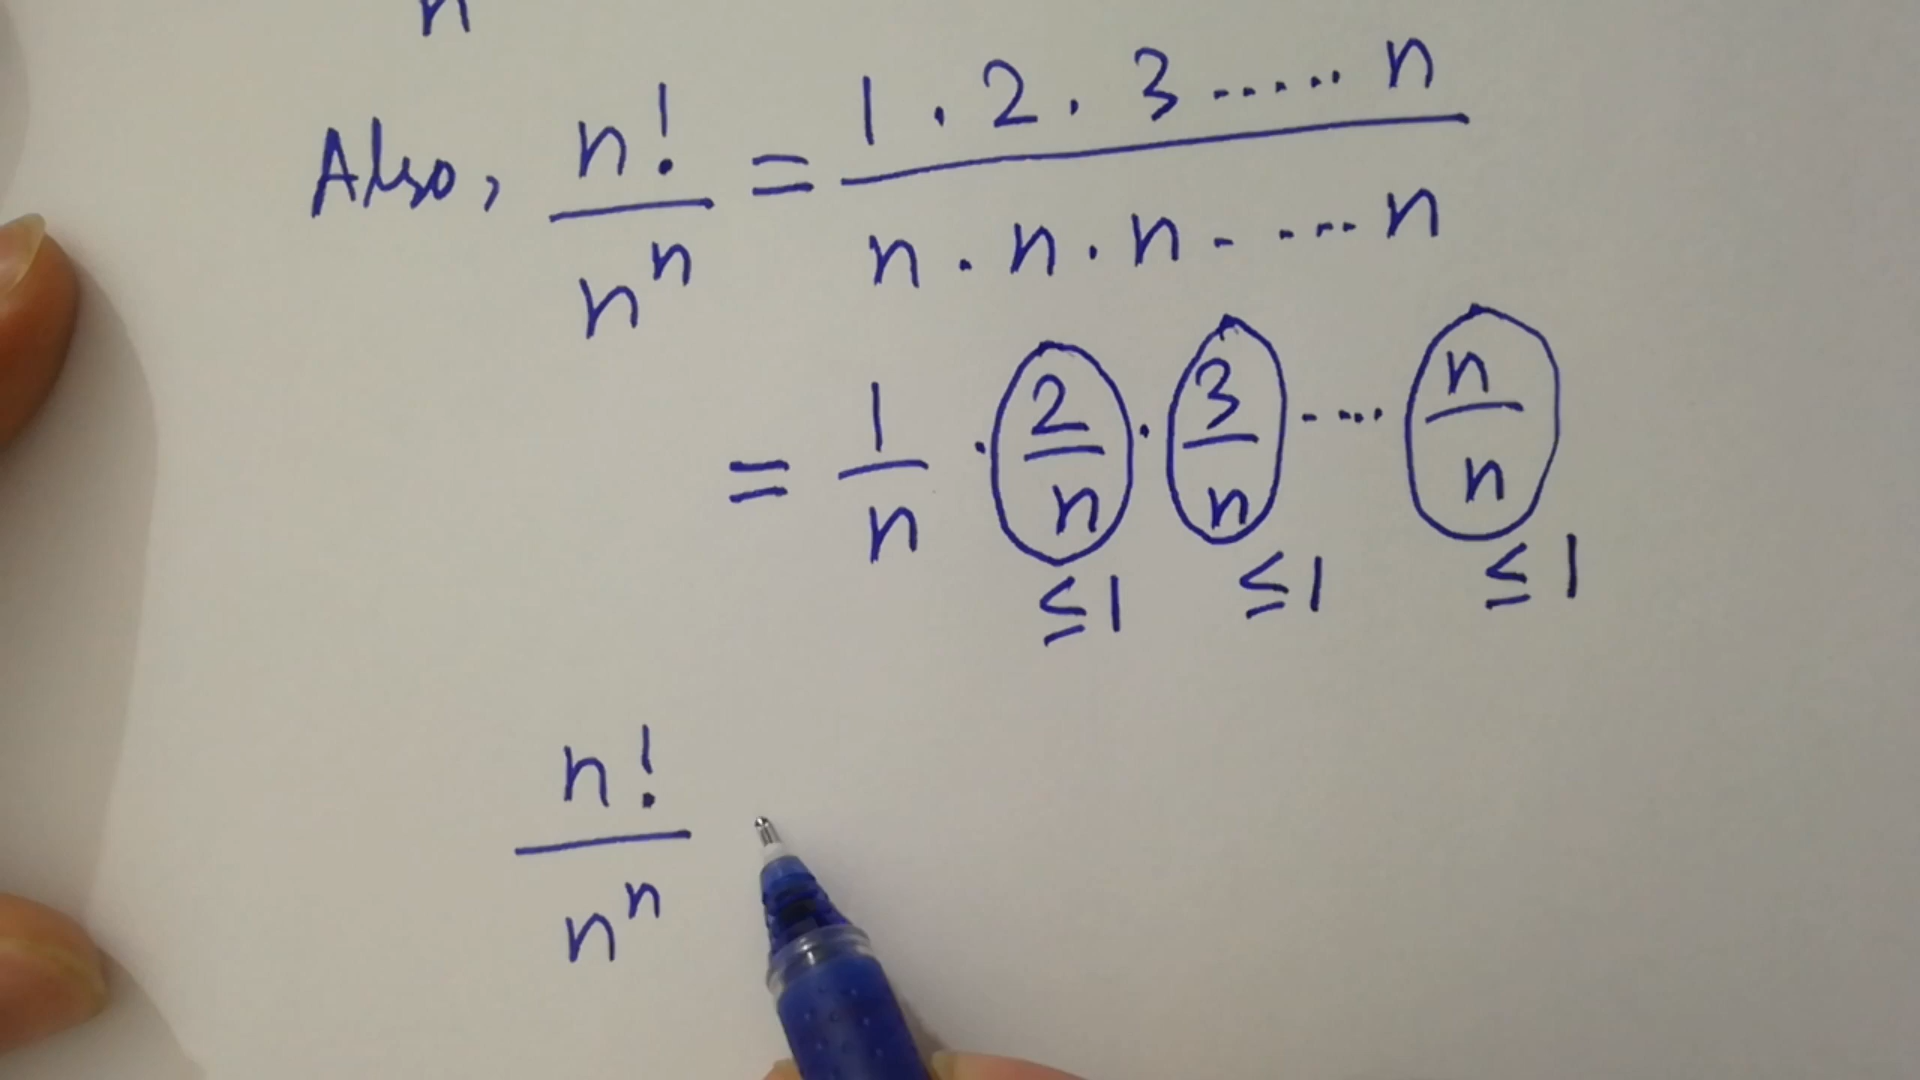 n
Also, n!/n^n = 1 . 2 . 3 ..... n / n . n . n - .... n
= 1/n . 2/n . 3/n ..... n/n
≤ 1 ≤ 1 ≤ 1
n!/n^n